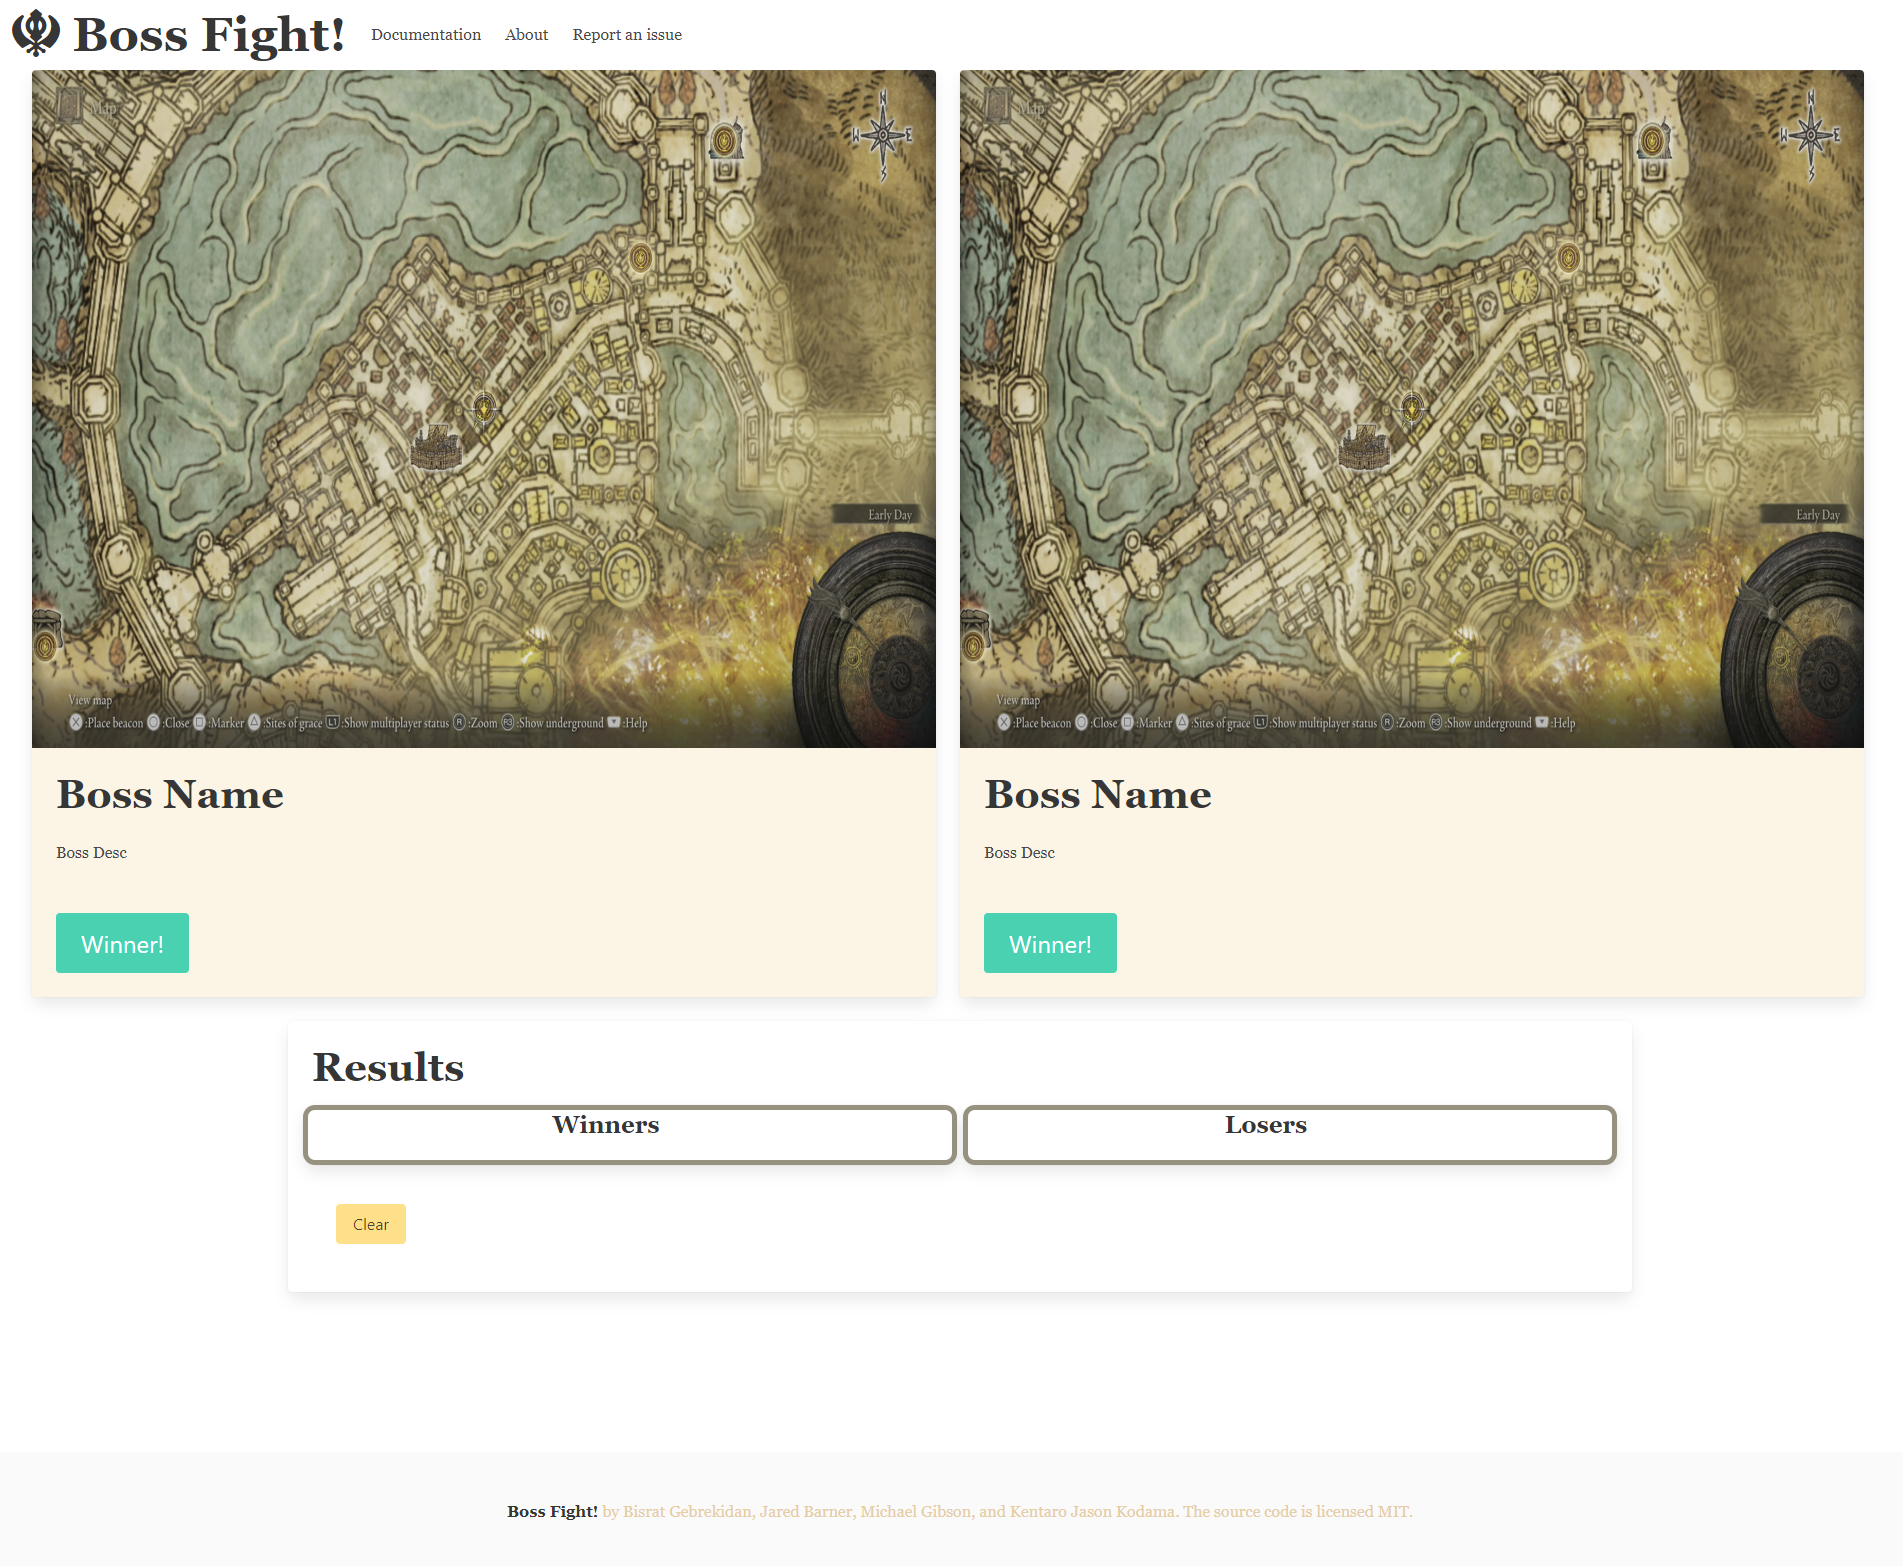 Boss Fight! Documentation About Report an issue
Map
N
W E
S
Early Day
View map
X :Place beacon :Close :Marker :Sites of grace L1 :Show multiplayer status R :Zoom R3 :Show underground :Help
Boss Name
Boss Desc
Winner!
Map
N
W E
S
Early Day
View map
X :Place beacon :Close :Marker :Sites of grace L1 :Show multiplayer status R :Zoom R3 :Show underground :Help
Boss Name
Boss Desc
Winner!
Results
Winners Losers
Clear
Boss Fight! by Bisrat Gebrekidan, Jared Barner, Michael Gibson, and Kentaro Jason Kodama. The source code is licensed MIT.